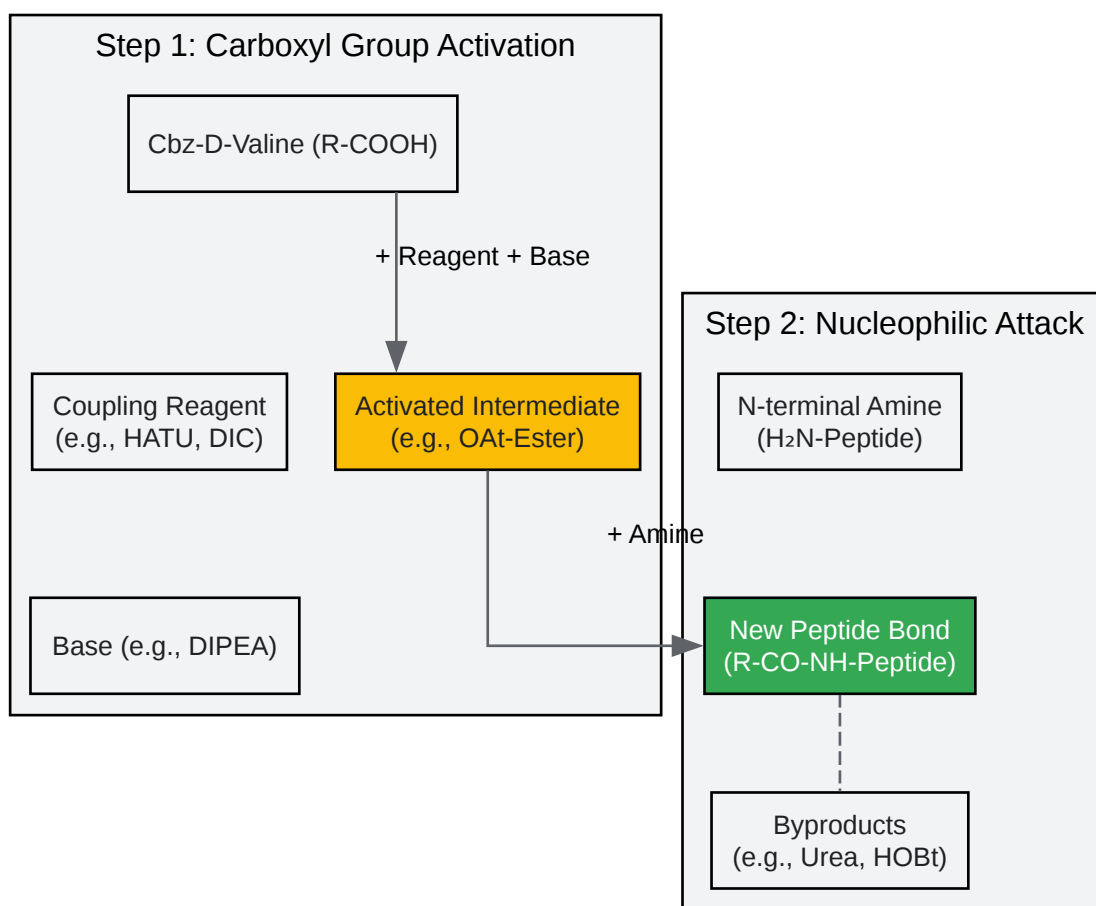 Step 1: Carboxyl Group Activation
Cbz-D-Valine (R-COOH)
+ Reagent + Base
Coupling Reagent
(e.g., HATU, DIC)
Activated Intermediate
(e.g., OAt-Ester)
Base (e.g., DIPEA)
+ Amine
Step 2: Nucleophilic Attack
N-terminal Amine
(H₂N-Peptide)
New Peptide Bond
(R-CO-NH-Peptide)
Byproducts
(e.g., Urea, HOBt)